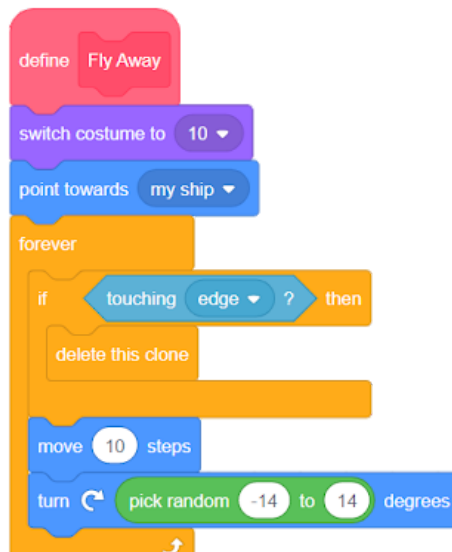 define Fly Away
switch costume to 10
point towards my ship
forever
if touching edge ? then
delete this clone
move 10 steps
turn pick random -14 to 14 degrees